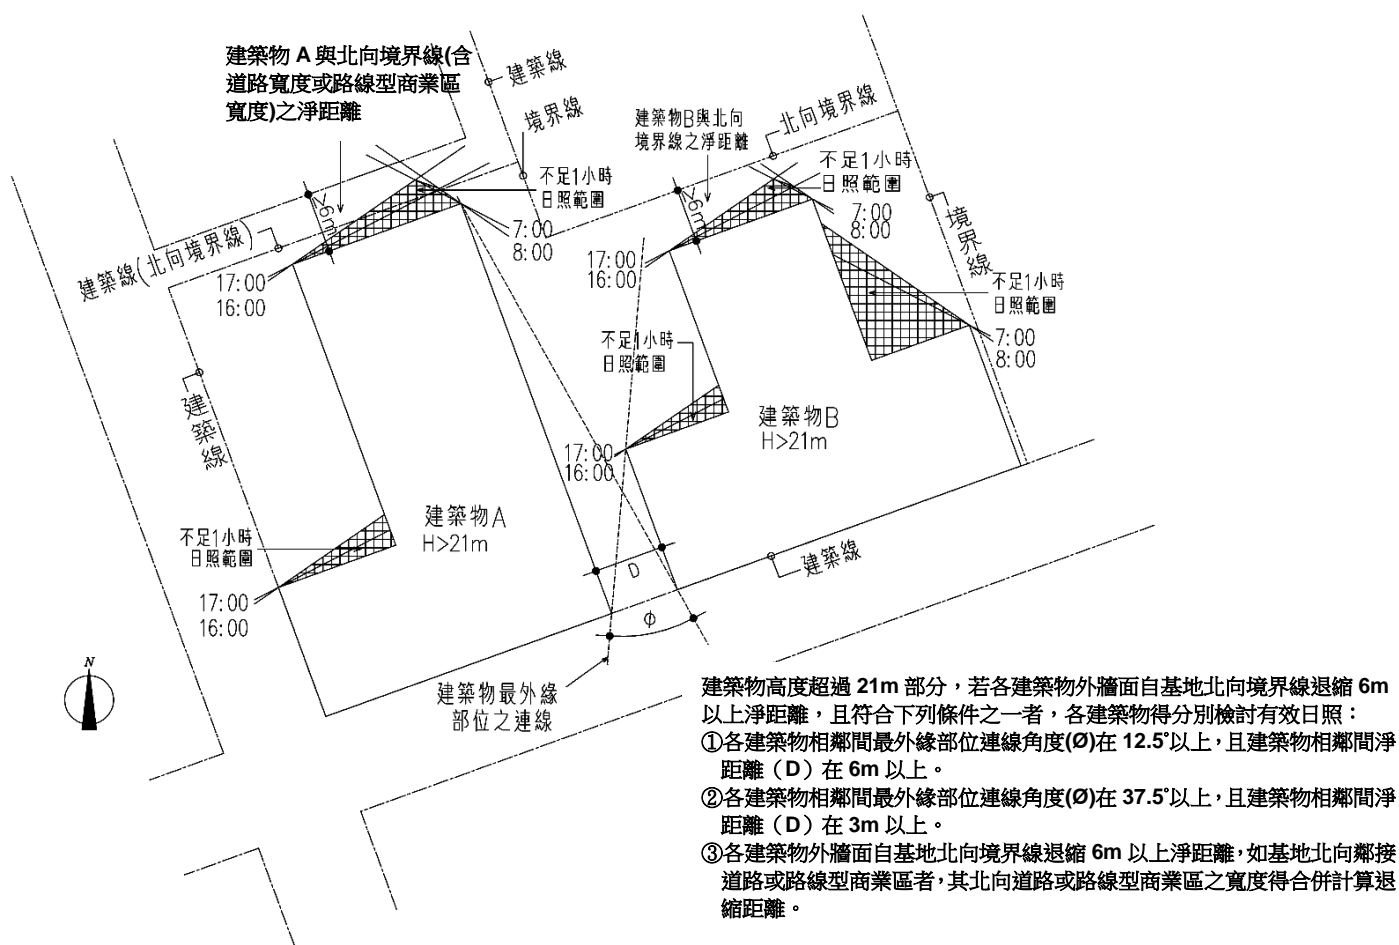 建築物 A 與北向境界線(含
道路寬度或路線型商業區
寬度)之淨距離
建築線
境界線
建築物B與北向
境界線之淨距離
北向境界線
不足1小時
日照範圍
>6m
7:00
8:00
建築線(北向境界線)
17:00
16:00
不足1小時
日照範圍
>6m
7:00
8:00
境界線
17:00
16:00
不足1小時
日照範圍
7:00
8:00
不足1小時
日照範圍
建築線
建築物B
H>21m
17:00
16:00
建築物A
H>21m
不足1小時
日照範圍
17:00
16:00
D
建築線
ϕ
N
建築物最外緣
部位之連線
建築物高度超過 21m 部分，若各建築物外牆面自基地北向境界線退縮 6m
以上淨距離，且符合下列條件之一者，各建築物得分別檢討有效日照：
①各建築物相鄰間最外緣部位連線角度(Ø)在 12.5°以上，且建築物相鄰間淨
距離（D）在 6m 以上。
②各建築物相鄰間最外緣部位連線角度(Ø)在 37.5°以上，且建築物相鄰間淨
距離（D）在 3m 以上。
③各建築物外牆面自基地北向境界線退縮 6m 以上淨距離，如基地北向鄰接
道路或路線型商業區者，其北向道路或路線型商業區之寬度得合併計算退
縮距離。